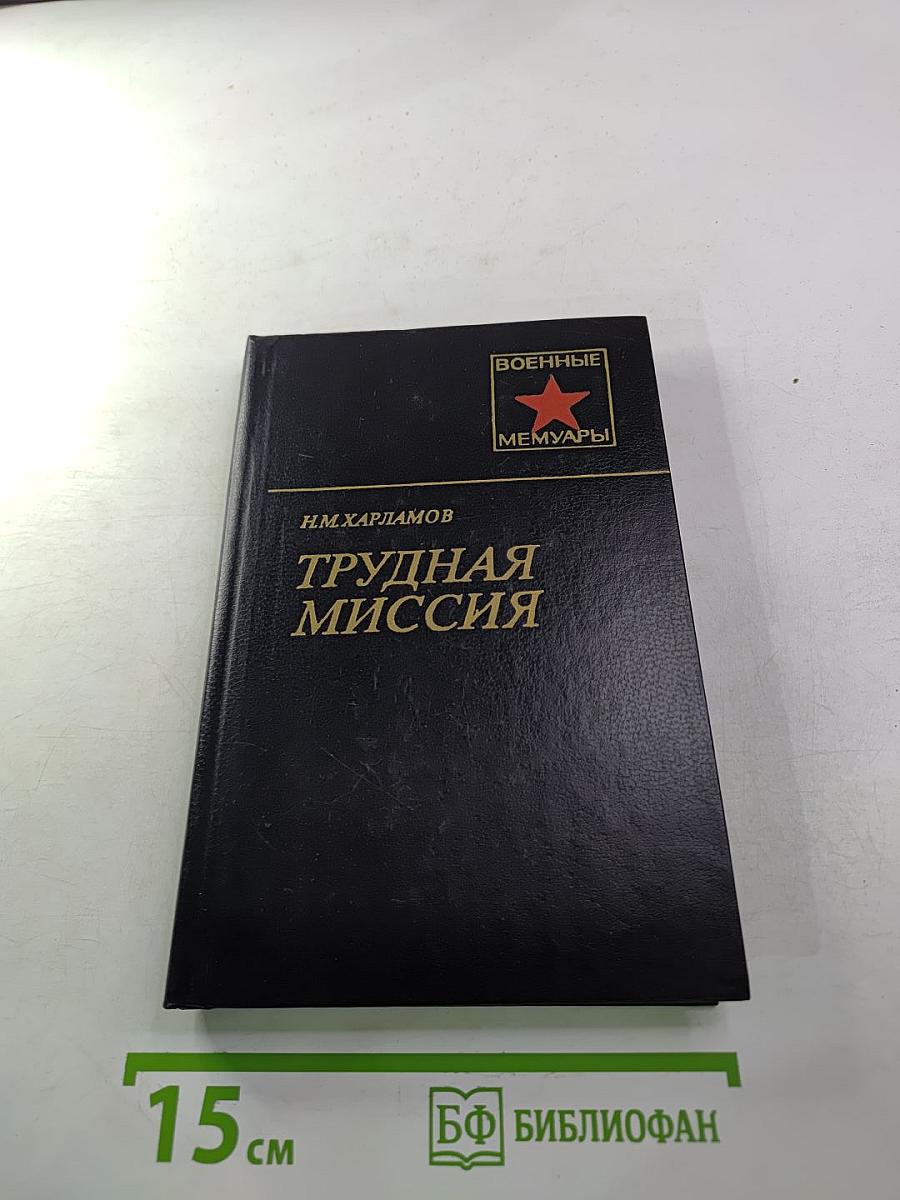 ВОЕННЫЕ
МЕМУАРЫ
Н.М.ХАРЛАМОВ
ТРУДНАЯ
МИССИЯ
15 см
БФ БИБЛИОФАН